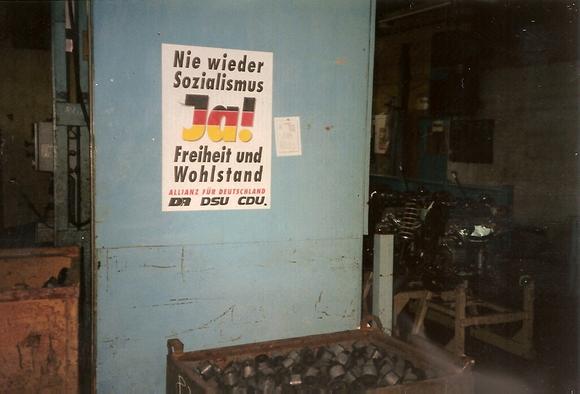 Nie wieder
Sozialismus
Ja!
Freiheit und
Wohlstand
ALLIANZ FÜR DEUTSCHLAND
DA DSU CDU.